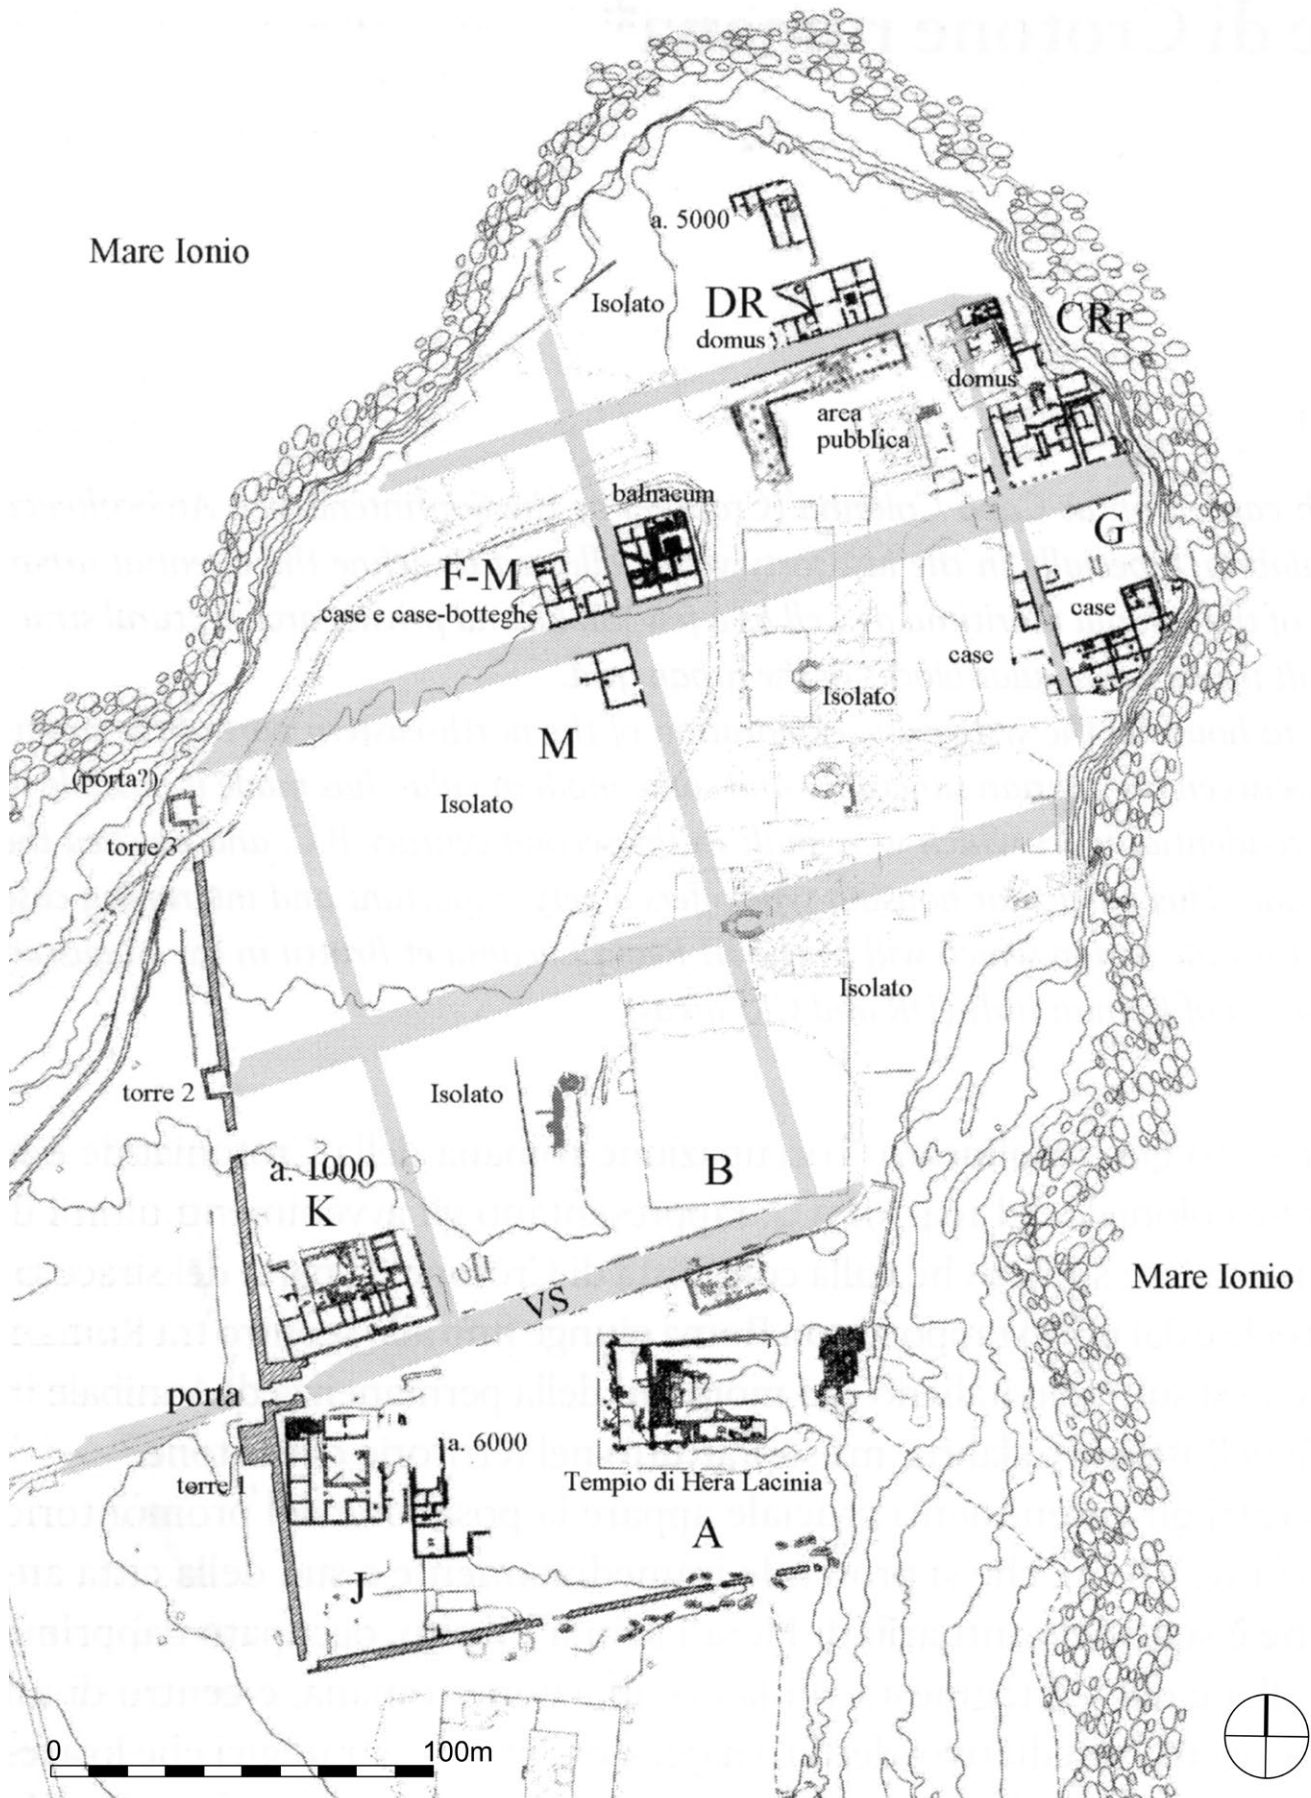 Mare Ionio
a. 5000
Isolato
DR
domus
CRr
domus
area
pubblica
balnaeum
G
F-M
case e case-botteghe
case
case
Isolato
M
(porta?)
Isolato
torre 3
Isolato
torre 2
Isolato
a. 1000
K
B
Mare Ionio
VS
porta
a. 6000
torre 1
Tempio di Hera Lacinia
A
J
0
100m